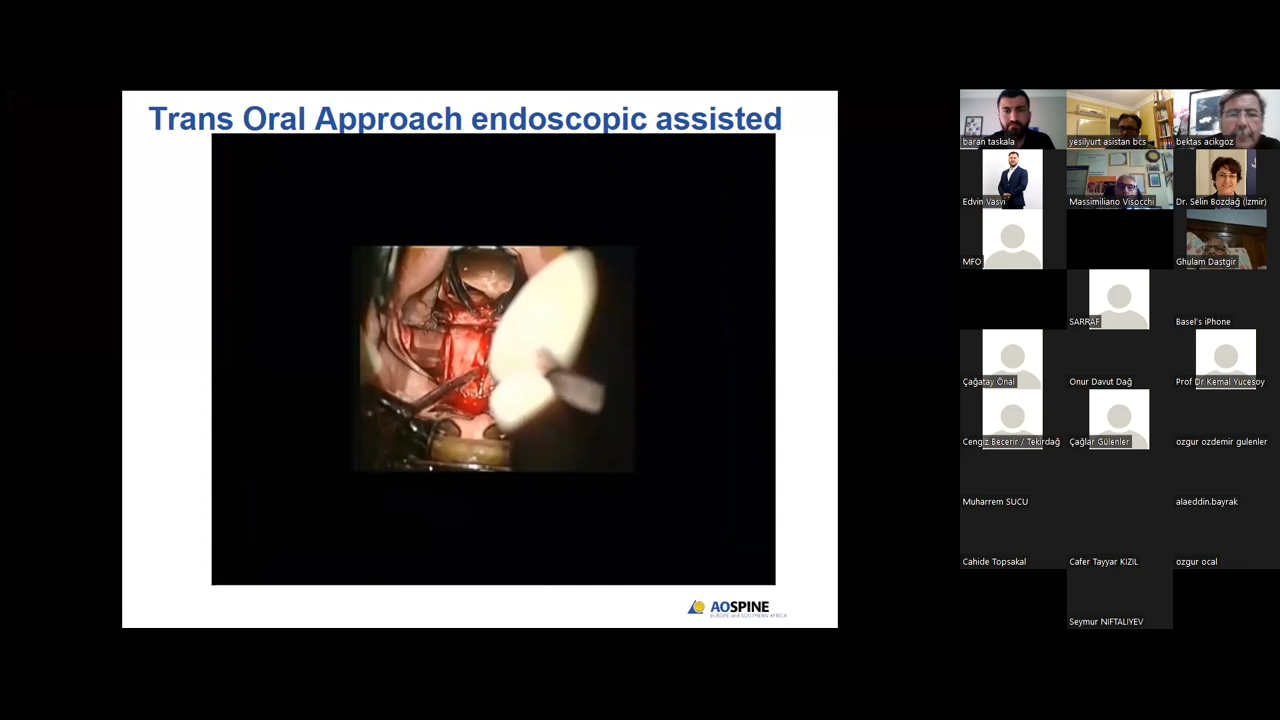 Trans Oral Approach endoscopic assisted
AOSPINE
EUROPE and SOUTHERN AFRICA
baran taskala
yesilyurt asistan bcs
bektas acikgoz
Edvin Vasvi
Massimiliano Visocchi
Dr. Selin Bozdağ (İzmir)
MFO
Ghulam Dastgir
SARRAF
Basel's iPhone
Çağatay Önal
Onur Davut Dağ
Prof Dr Kemal Yucesoy
Cengiz Becerir / Tekirdağ
Çağlar Gülenler
ozgur ozdemir gulenler
Muharrem SUCU
alaeddin.bayrak
Cahide Topsakal
Cafer Tayyar KIZIL
ozgur ocal
Seymur NIFTALIYEV